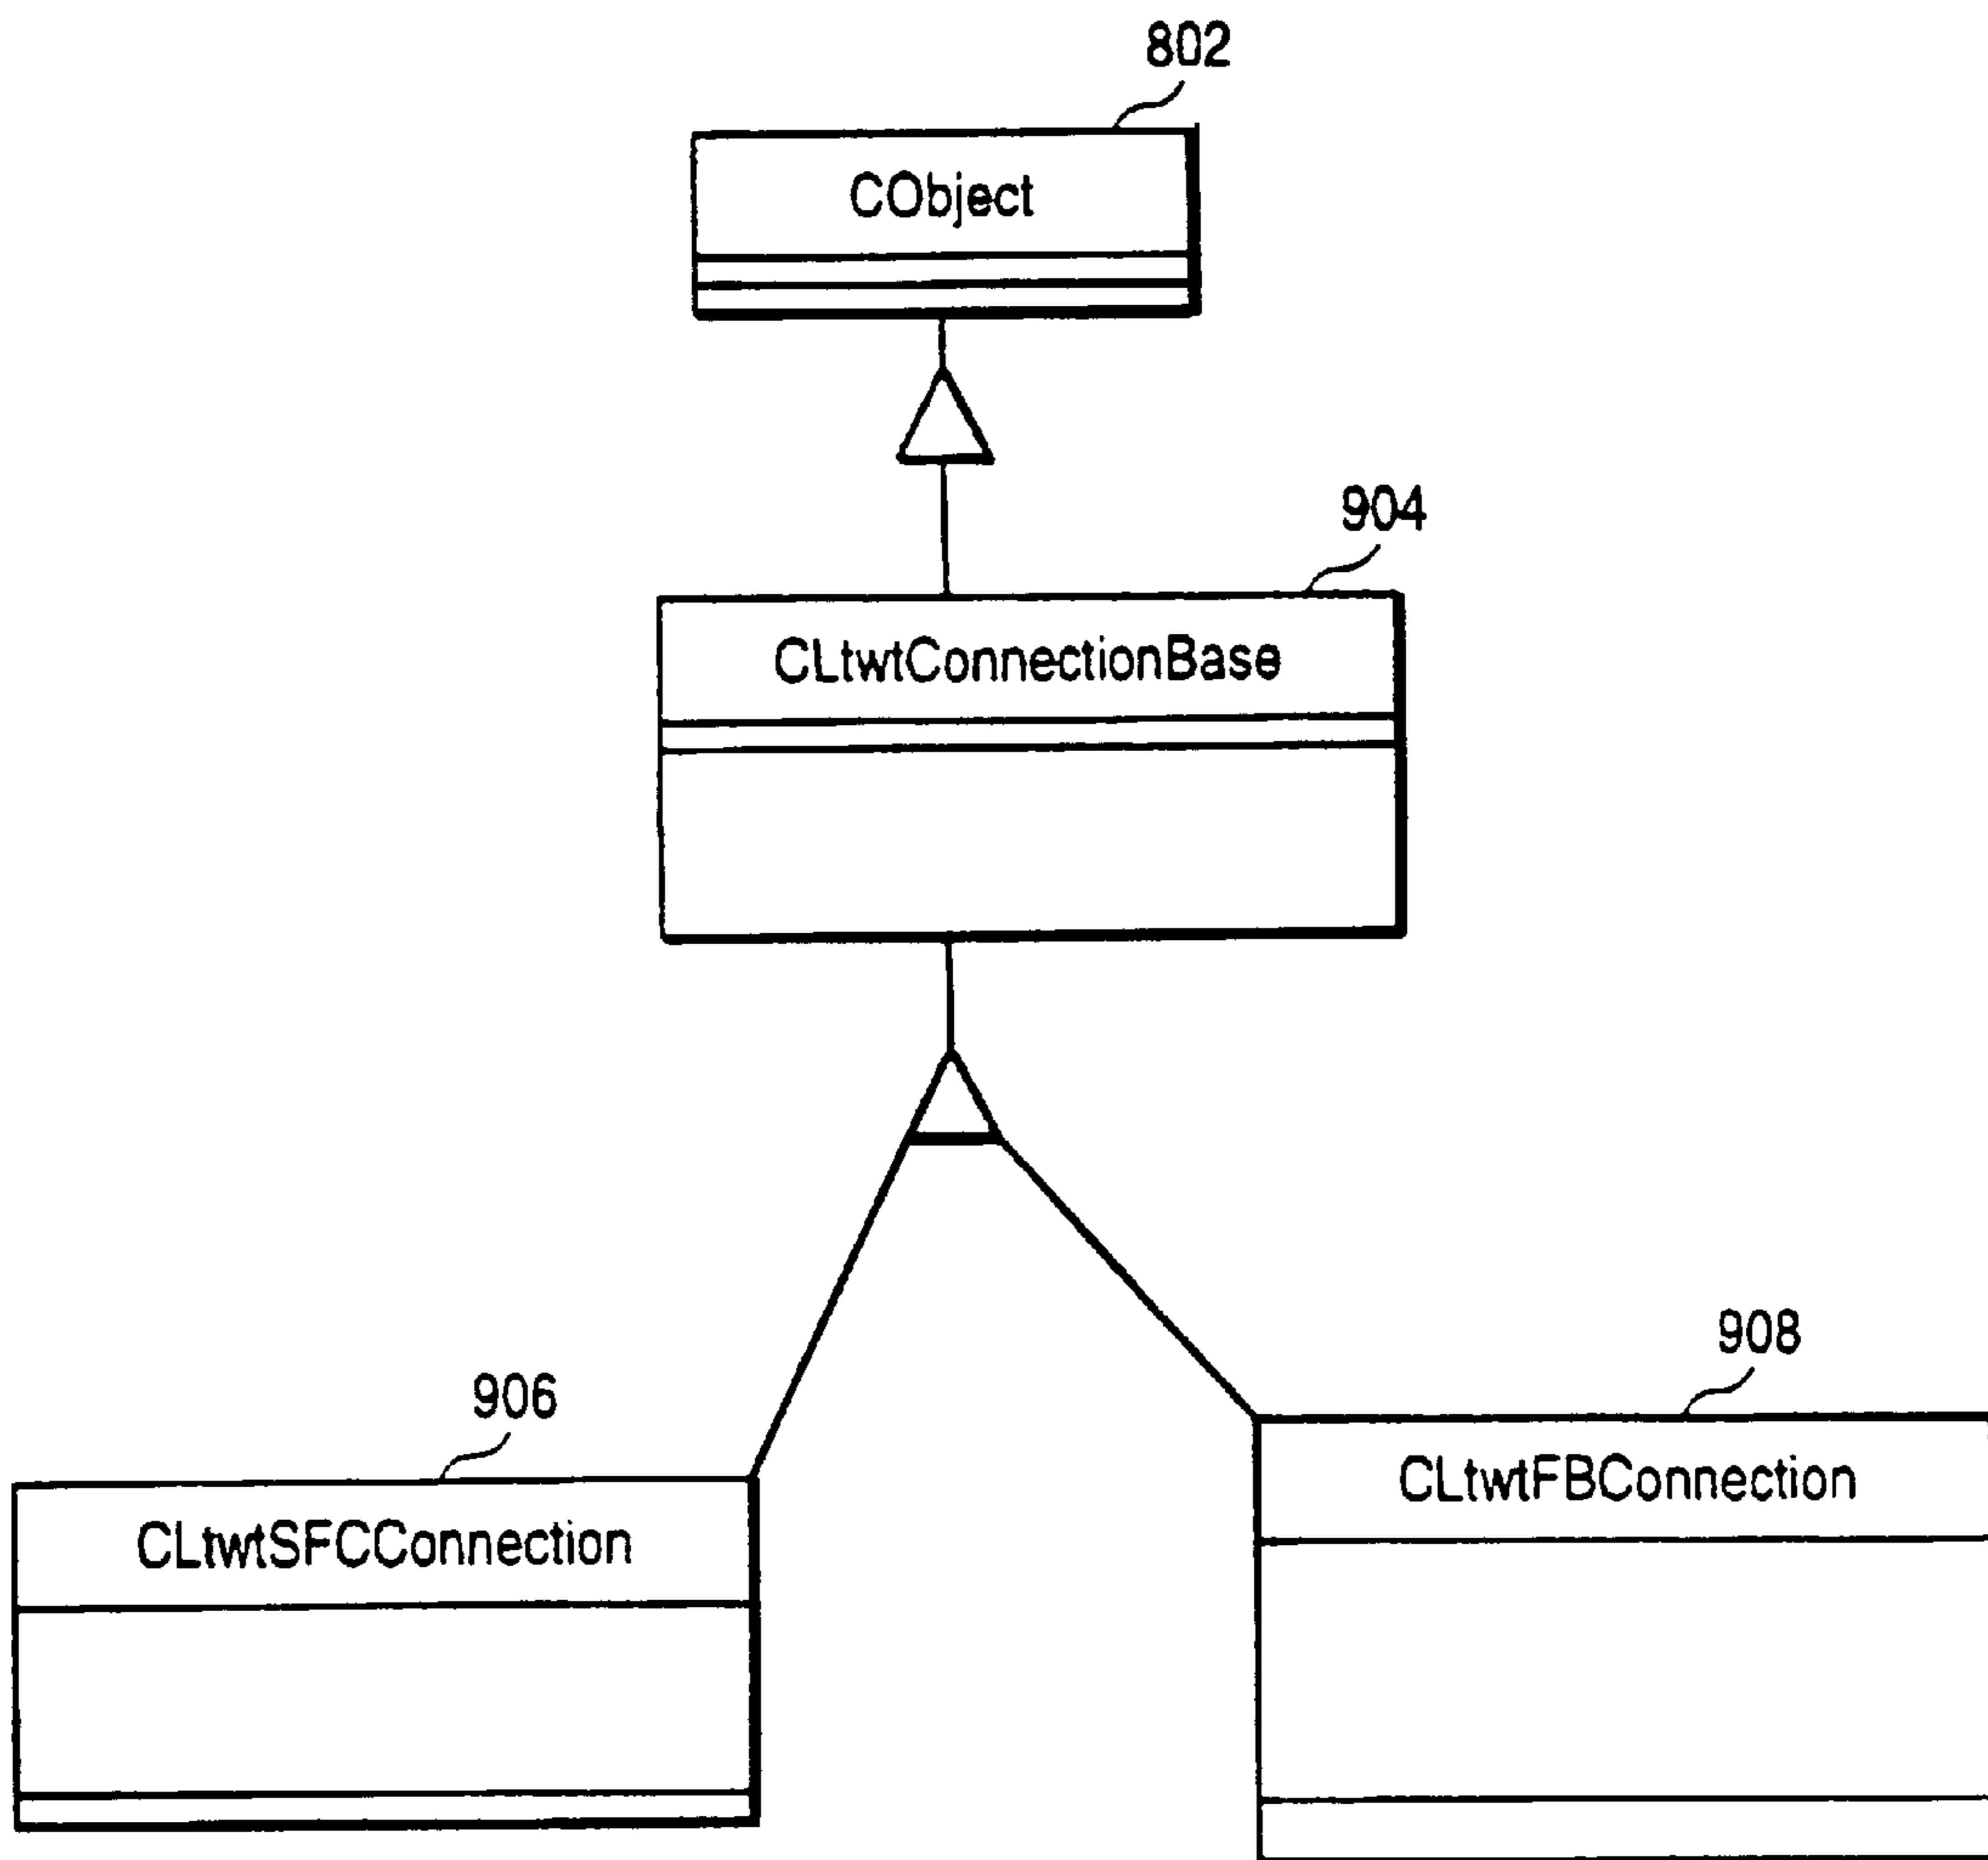 802
CObject
904
CLtwtConnectionBase
908
906
CLtwtFBConnection
CLtwtSFCConnection